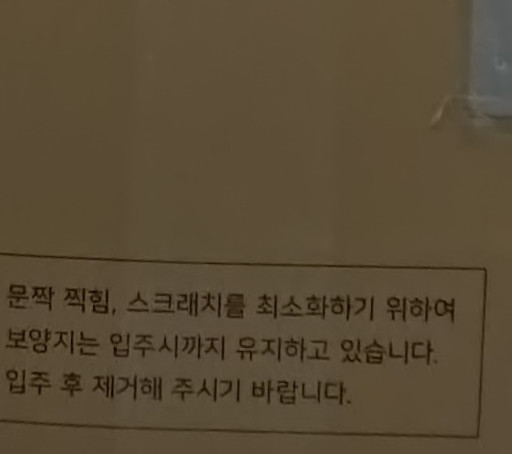 문짝 찍힘, 스크래치를 최소화하기 위하여
보양지는 입주시까지 유지하고 있습니다.
입주 후 제거해 주시기 바랍니다.